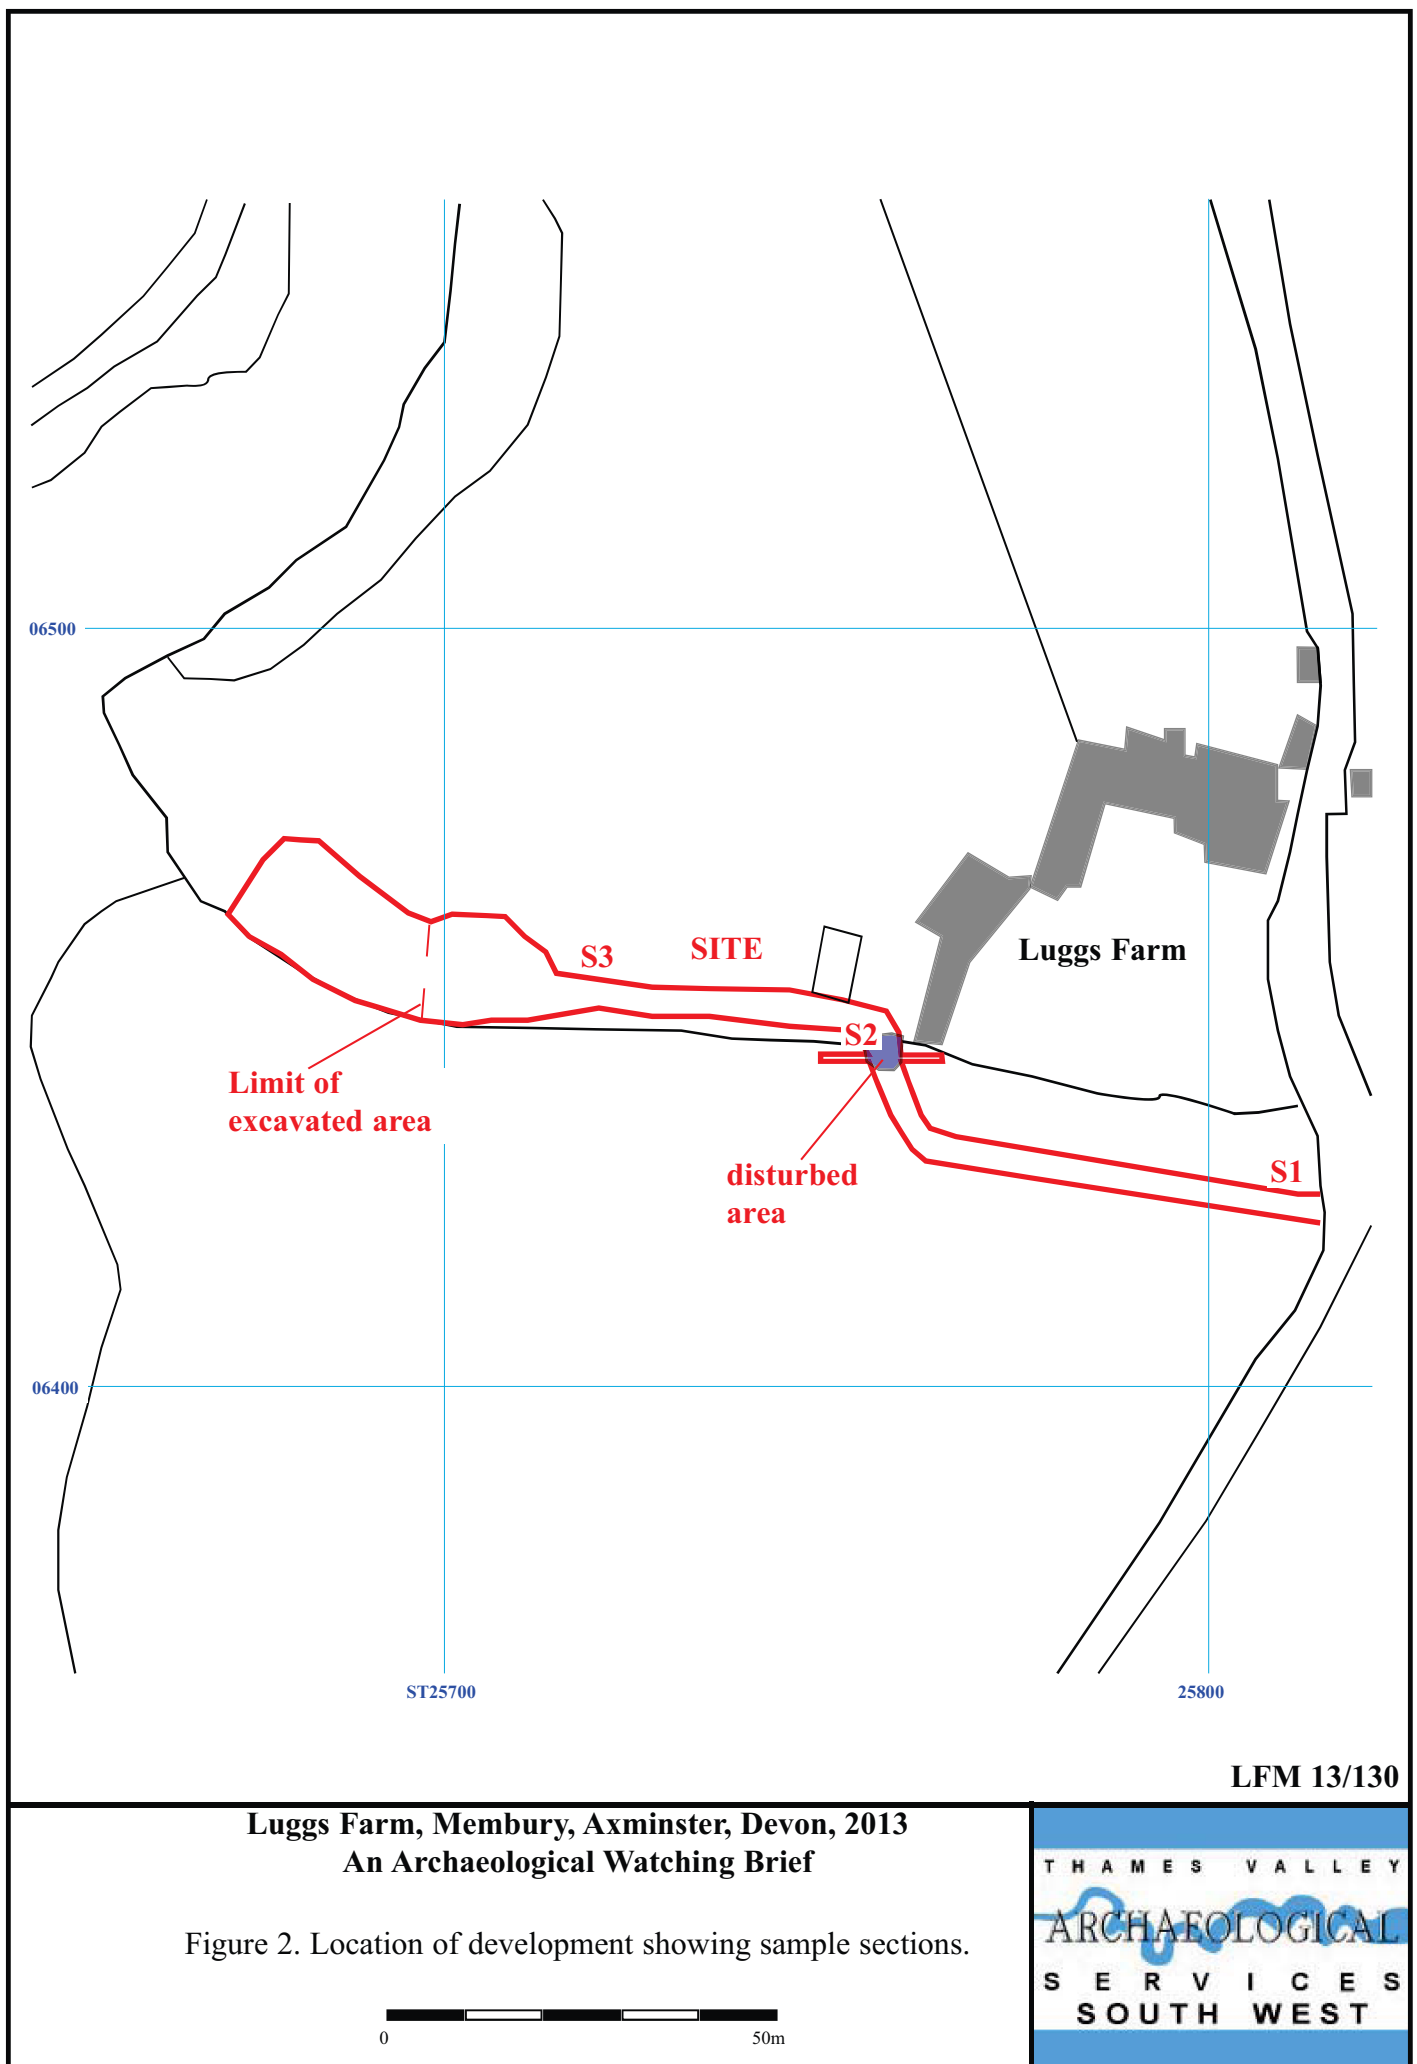 06500
Luggs Farm
S3
SITE
S2
Limit of
excavated area
disturbed
area
S1
06400
ST25700
25800
LFM 13/130
Luggs Farm, Membury, Axminster, Devon, 2013
An Archaeological Watching Brief
Figure 2. Location of development showing sample sections.
0
50m
THAMES VALLEY
ARCHAEOLOGICAL
SERVICES
SOUTH WEST